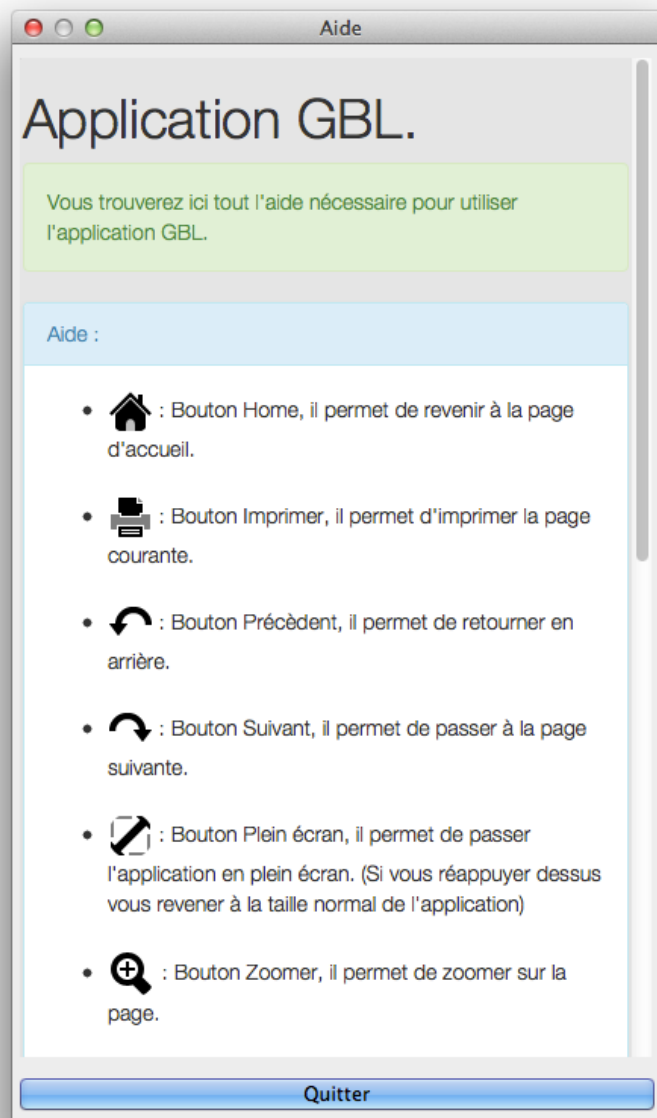 Aide
Application GBL.
Vous trouverez ici tout l'aide nécessaire pour utiliser
l'application GBL.
Aide :
: Bouton Home, il permet de revenir à la page
d'accueil.
: Bouton Imprimer, il permet d'imprimer la page
courante.
: Bouton Précèdent, il permet de retourner en
arrière.
: Bouton Suivant, il permet de passer à la page
suivante.
: Bouton Plein écran, il permet de passer
l'application en plein écran. (Si vous réappuyer dessus
vous revener à la taille normal de l'application)
: Bouton Zoomer, il permet de zoomer sur la
page.
Quitter